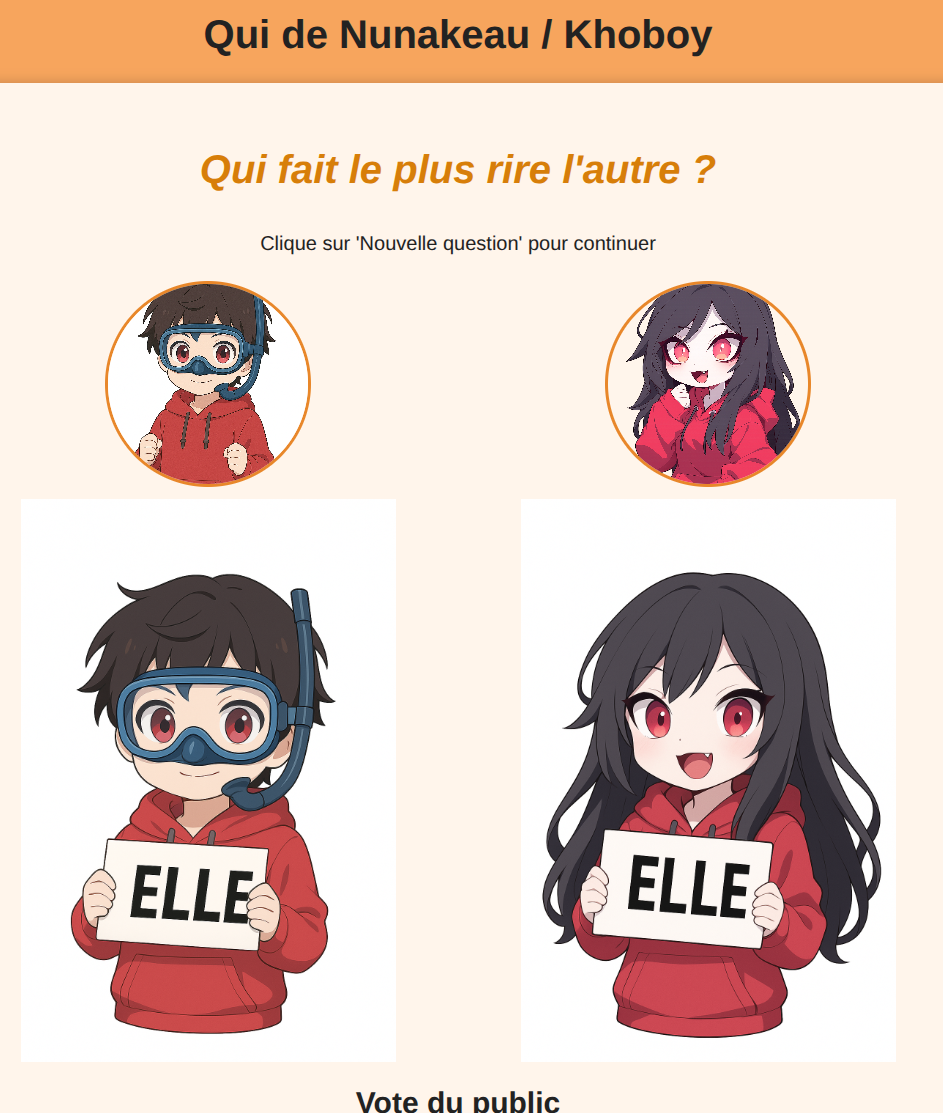 Qui de Nunakeau / Khoboy
Qui fait le plus rire l'autre ?
Clique sur 'Nouvelle question' pour continuer
ELLE
ELLE
Vote du public